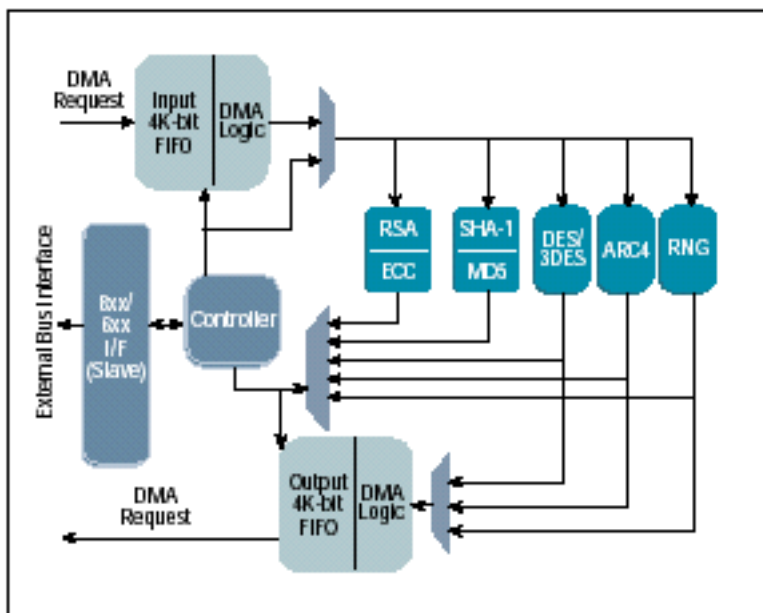 DMA
Request
Input
4K-bit
FIFO
DMA
Logic
RSA
ECC
SHA-1
MD5
DES/
3DES
ARC4
RNG
External Bus Interface
8xx/
6xx
I/F
(Slave)
Controller
DMA
Request
Output
4K-bit
FIFO
DMA
Logic